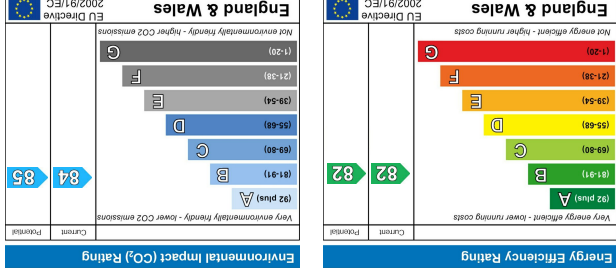 Energy Efficiency Rating
Current Potential
Very energy efficient - lower running costs
(92 plus) A
(81-91) B 82 82
(69-80) C
(55-68) D
(39-54) E
(21-38) F
(1-20) G
Not energy efficient - higher running costs
England & Wales
EU Directive
2002/91/EC
Environmental Impact (CO₂) Rating
Current Potential
Very environmentally friendly - lower CO2 emissions
(92 plus) A
(81-91) B 84 85
(69-80) C
(55-68) D
(39-54) E
(21-38) F
(1-20) G
Not environmentally friendly - higher CO2 emissions
England & Wales
EU Directive
2002/91/EC